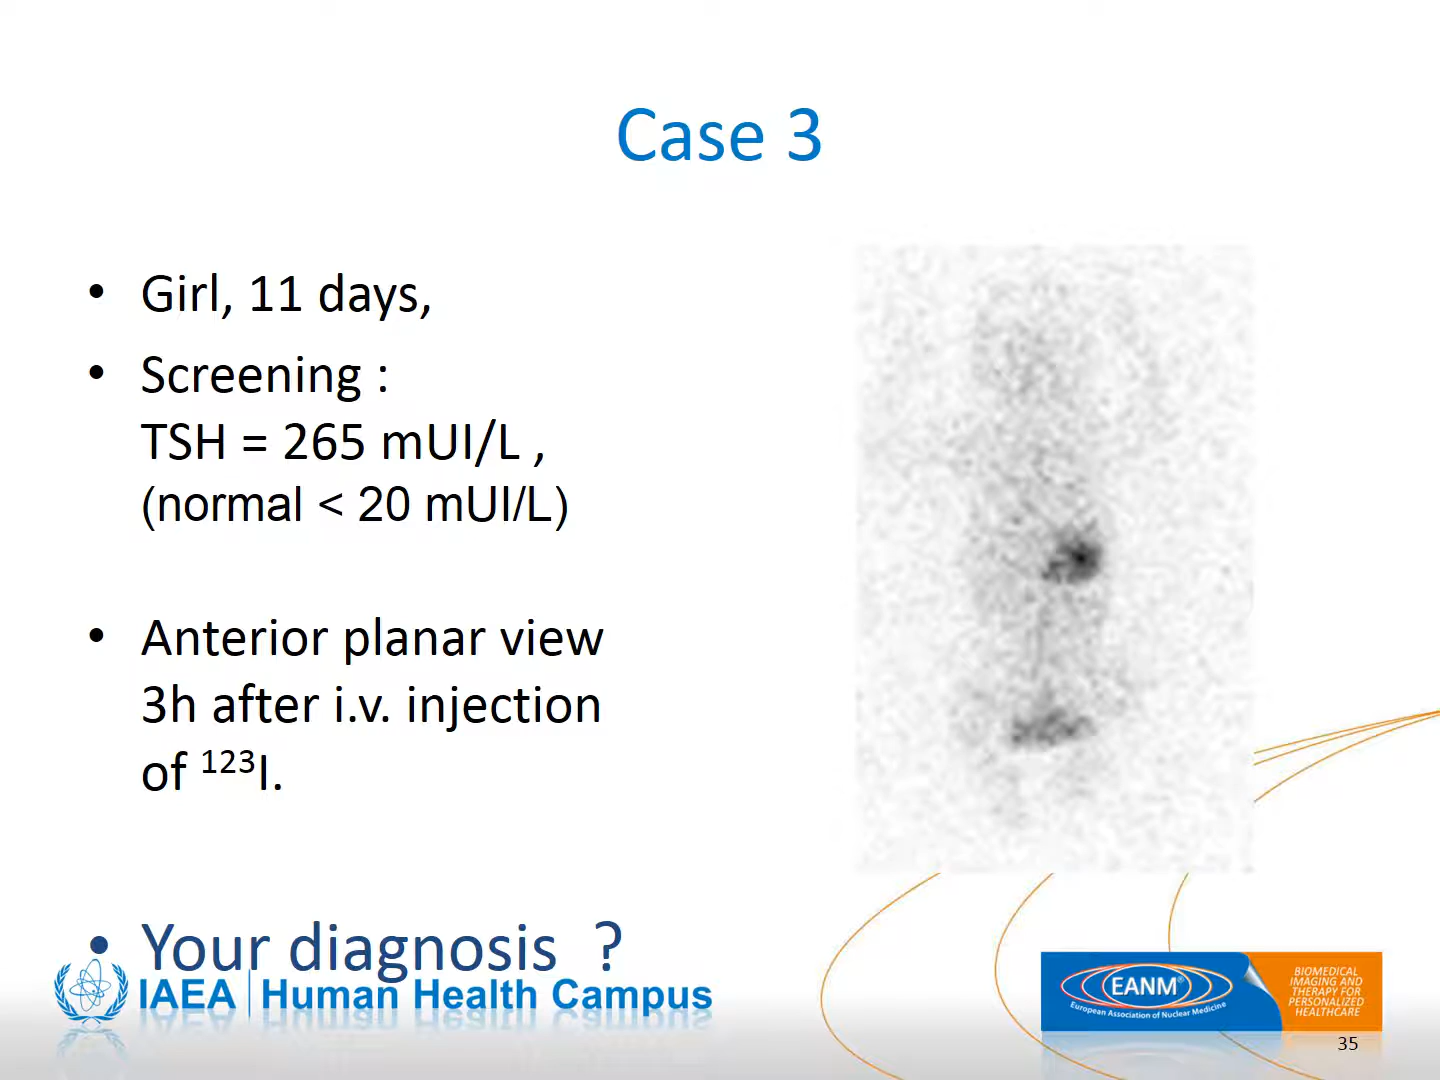 Case 3
• Girl, 11 days,
• Screening :
TSH = 265 mUI/L ,
(normal < 20 mUI/L)
• Anterior planar view
3h after i.v. injection
of ¹²³I.
• Your diagnosis ?
IAEA | Human Health Campus
EANM®
European Association of Nuclear Medicine
BIOMEDICAL
IMAGING AND
THERAPY FOR
PERSONALIZED
HEALTHCARE
35